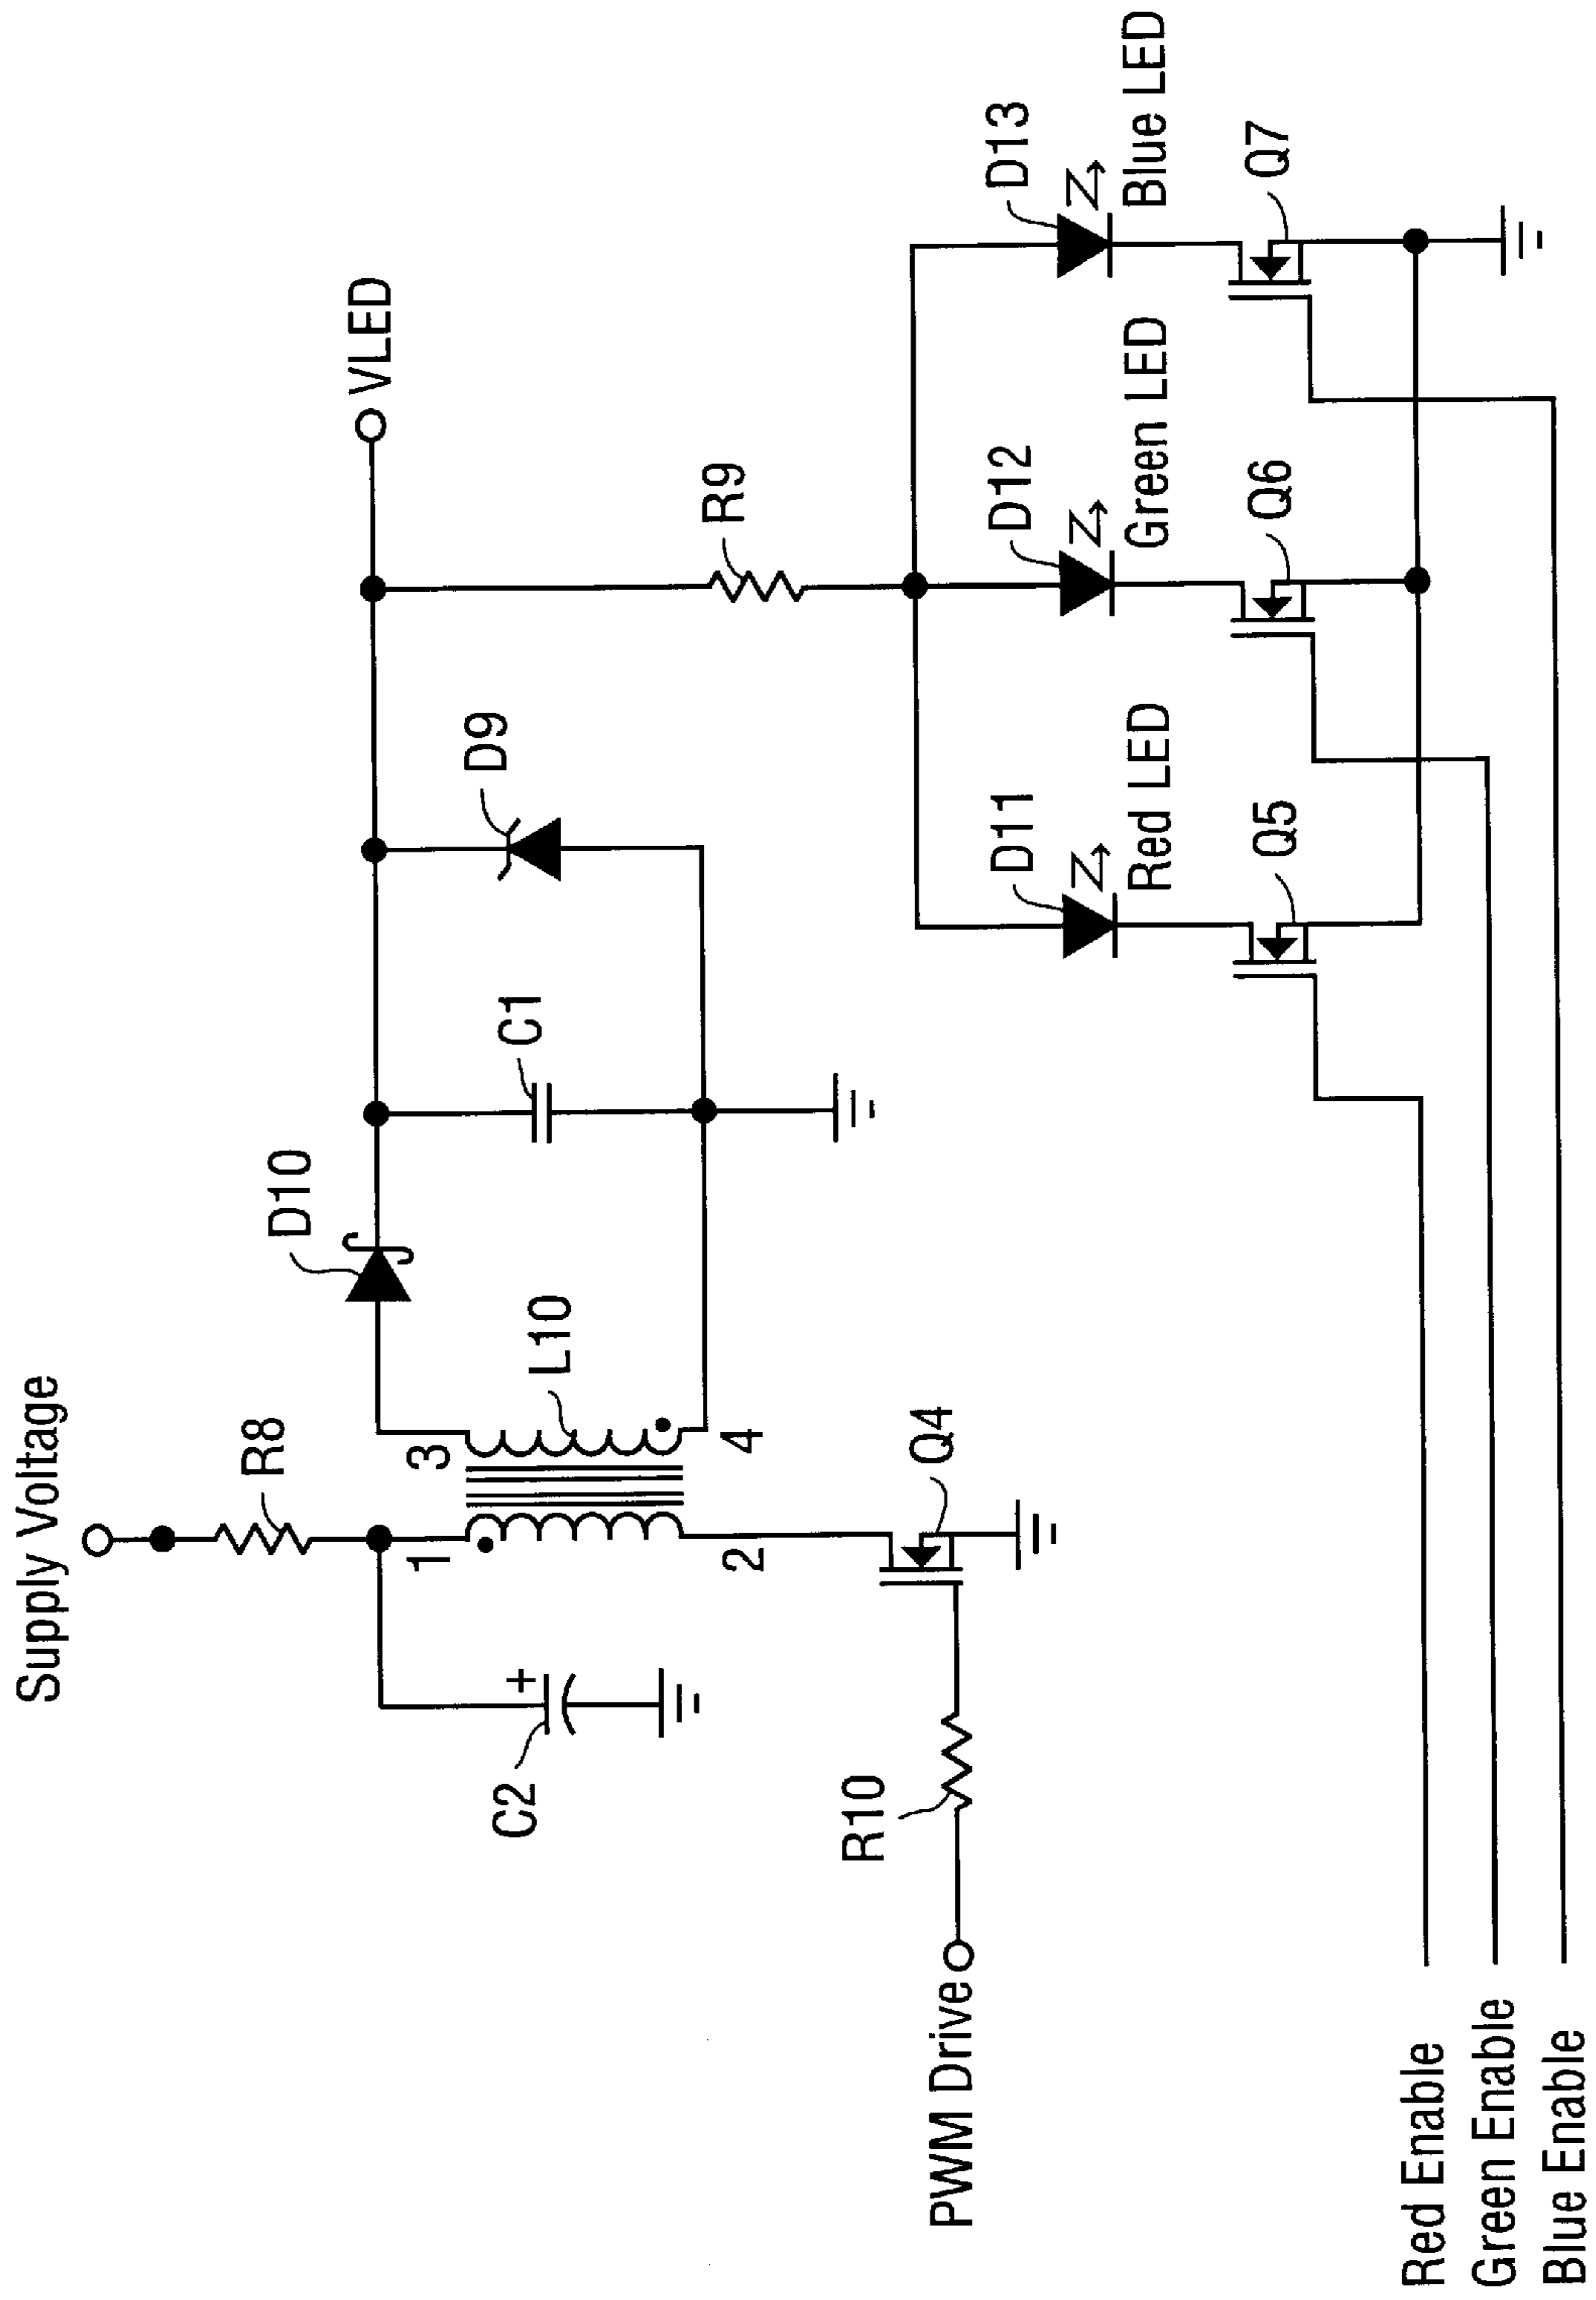 Supply Voltage
R8
D10
VLED
C2
1
3
L10
C1
D9
R9
2
4
R10
Q4
PWM Drive
D11
D12
D13
Red LED
Green LED
Blue LED
Q5
Q6
Q7
Red Enable
Green Enable
Blue Enable